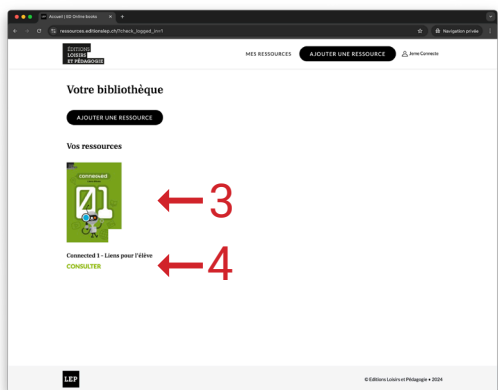 Accueil | ED Online books
ressources.editionslep.ch/?check_logged_in=1
Navigation privée
ÉDITIONS
LOISIRS
ET PÉDAGOGIE
MES RESSOURCES
AJOUTER UNE RESSOURCE
Jeme Connecte
Votre bibliothèque
AJOUTER UNE RESSOURCE
Vos ressources
connected
01
3
Connected 1 - Liens pour l'élève
CONSULTER
4
LEP
© Editions Loisirs et Pédagogie • 2024